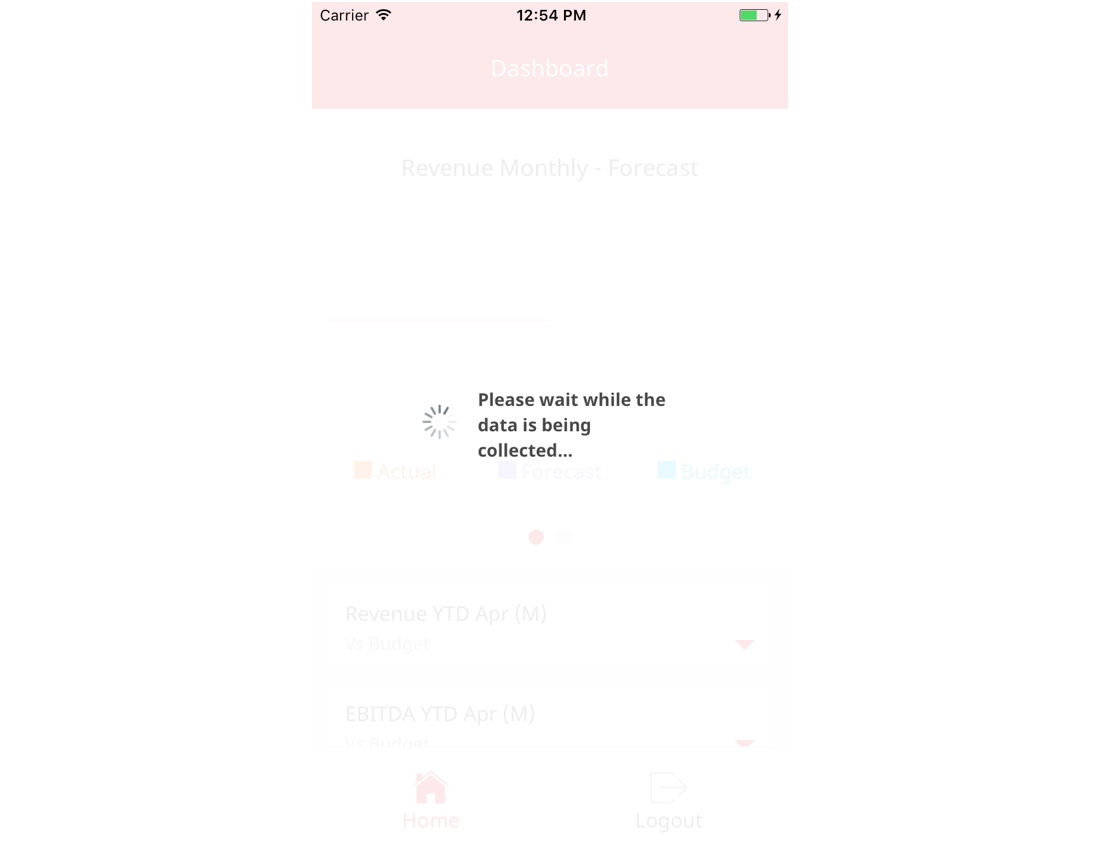 Carrier 12:54 PM
Dashboard
Revenue Monthly - Forecast
Please wait while the
data is being
collected...
Actual Forecast Budget
Revenue YTD Apr (M)
Vs Budget
EBITDA YTD Apr (M)
Vs Budget
Home Logout